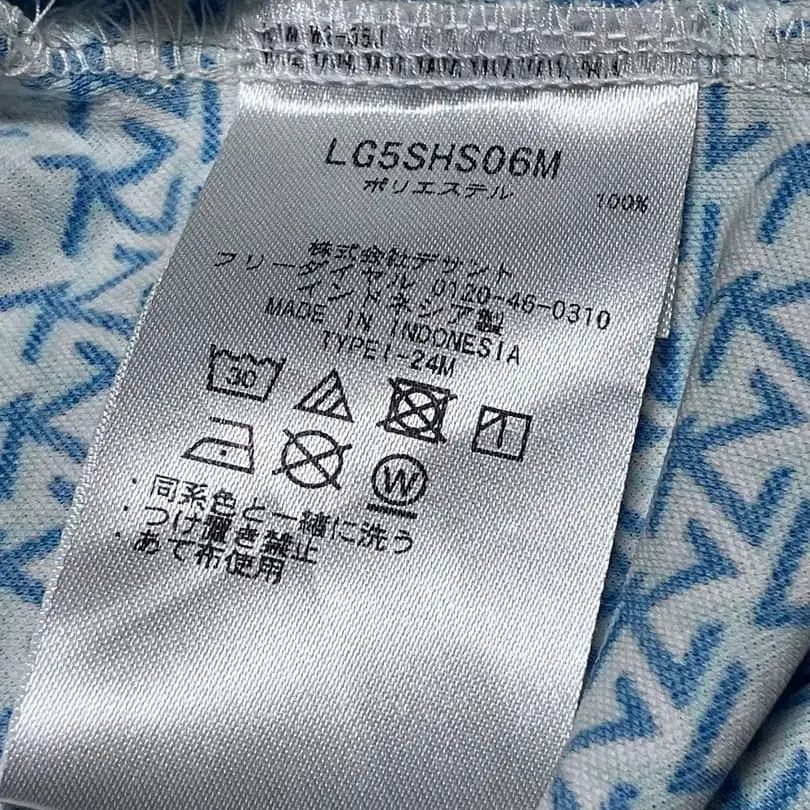 LG5SHS06M
ポリエステル 100%
株式会社デサント
フリーダイヤル 0120-46-0310
インドネシア製
MADE IN INDONESIA
TYPEI-24M
30
W
・同系色と一緒に洗う
・つけ置き禁止
・あて布使用